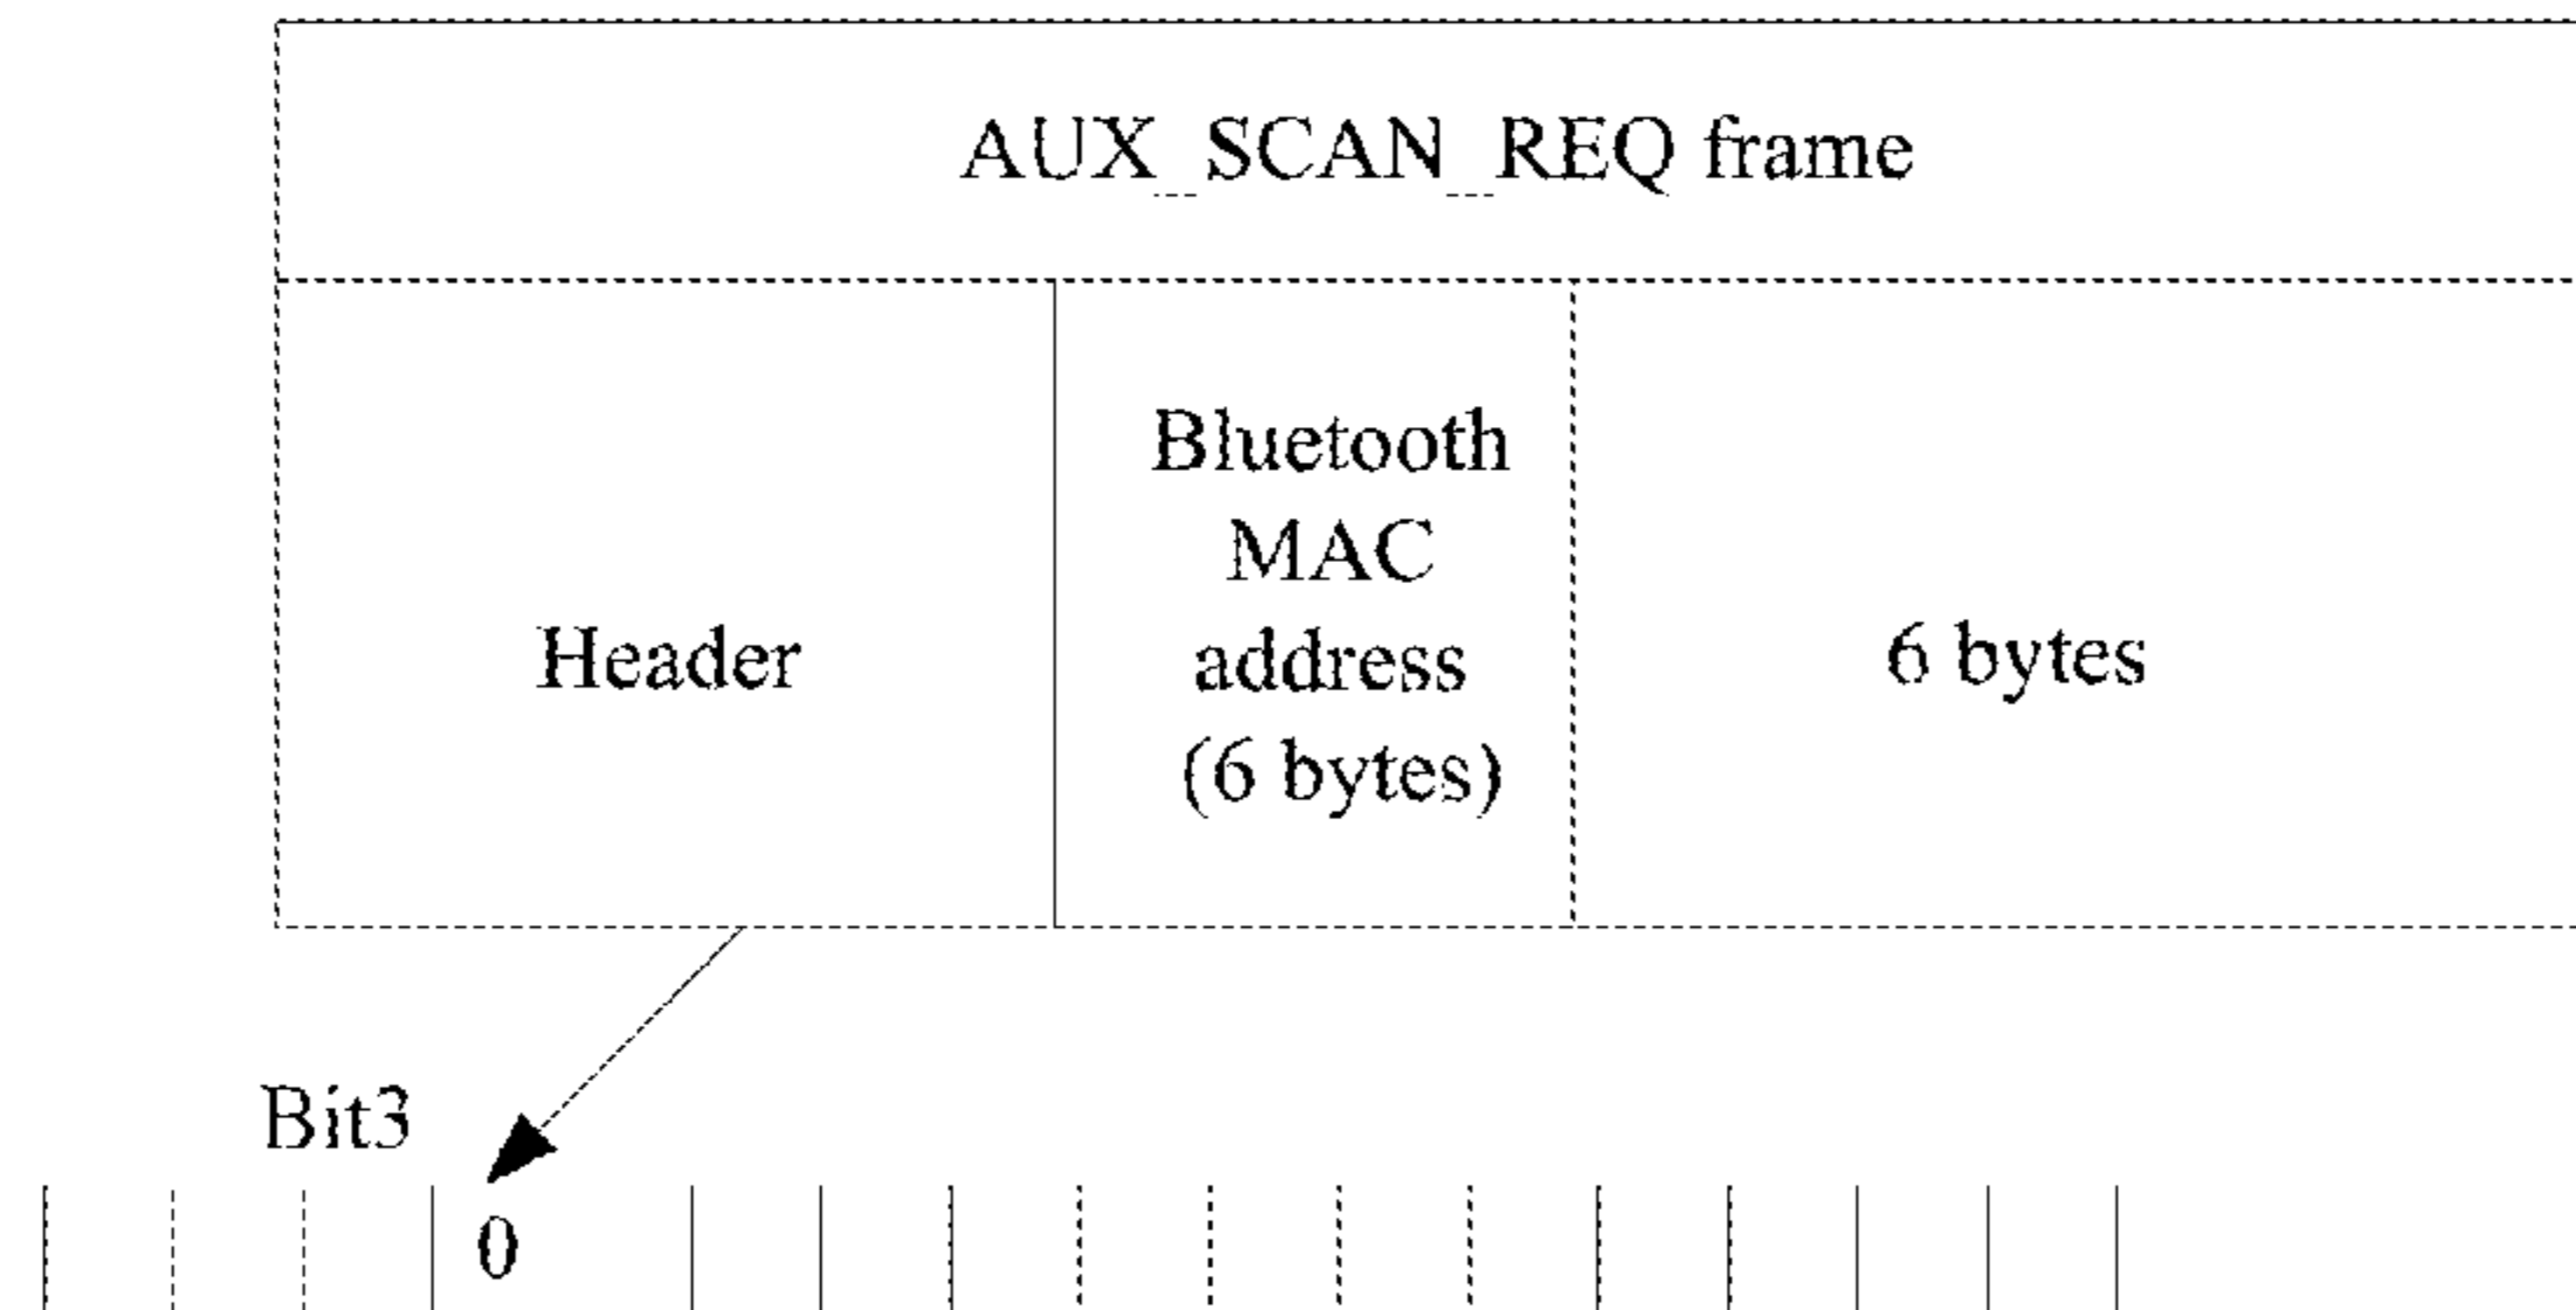 AUX_SCAN_REQ frame
Header
Bluetooth
MAC
address
(6 bytes)
6 bytes
Bit3
0